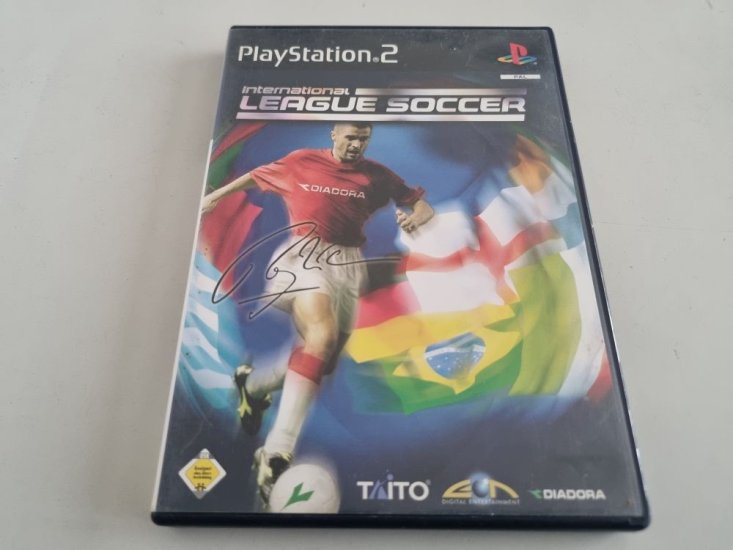 PlayStation®2
PAL
International
LEAGUE SOCCER
DIADORA
TAITO®
DIGITAL ENTERTAINMENT
DIADORA